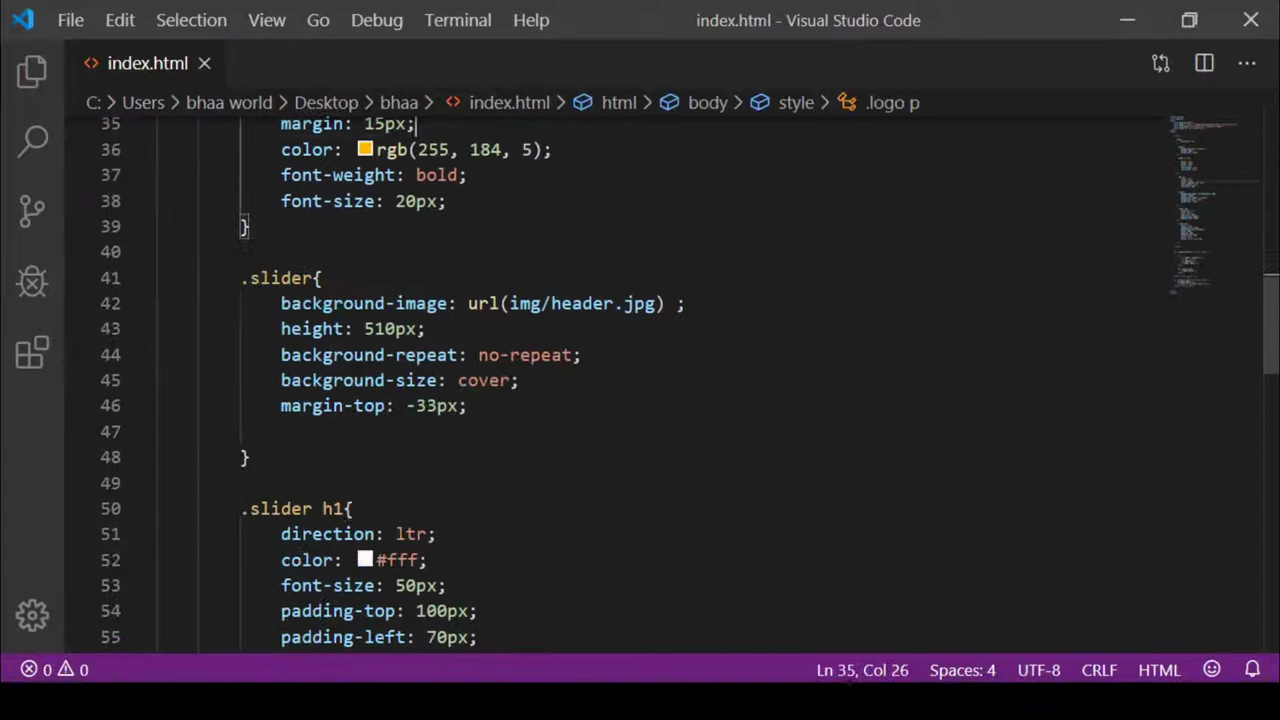 File Edit Selection View Go Debug Terminal Help index.html - Visual Studio Code
index.html
C: > Users > bhaa world > Desktop > bhaa > index.html > html > body > style > .logo p
35 margin: 15px;
36 color: rgb(255, 184, 5);
37 font-weight: bold;
38 font-size: 20px;
39 }
40
41 .slider{
42 background-image: url(img/header.jpg) ;
43 height: 510px;
44 background-repeat: no-repeat;
45 background-size: cover;
46 margin-top: -33px;
47
48 }
49
50 .slider h1{
51 direction: ltr;
52 color: #fff;
53 font-size: 50px;
54 padding-top: 100px;
55 padding-left: 70px;
0 0 Ln 35, Col 26 Spaces: 4 UTF-8 CRLF HTML